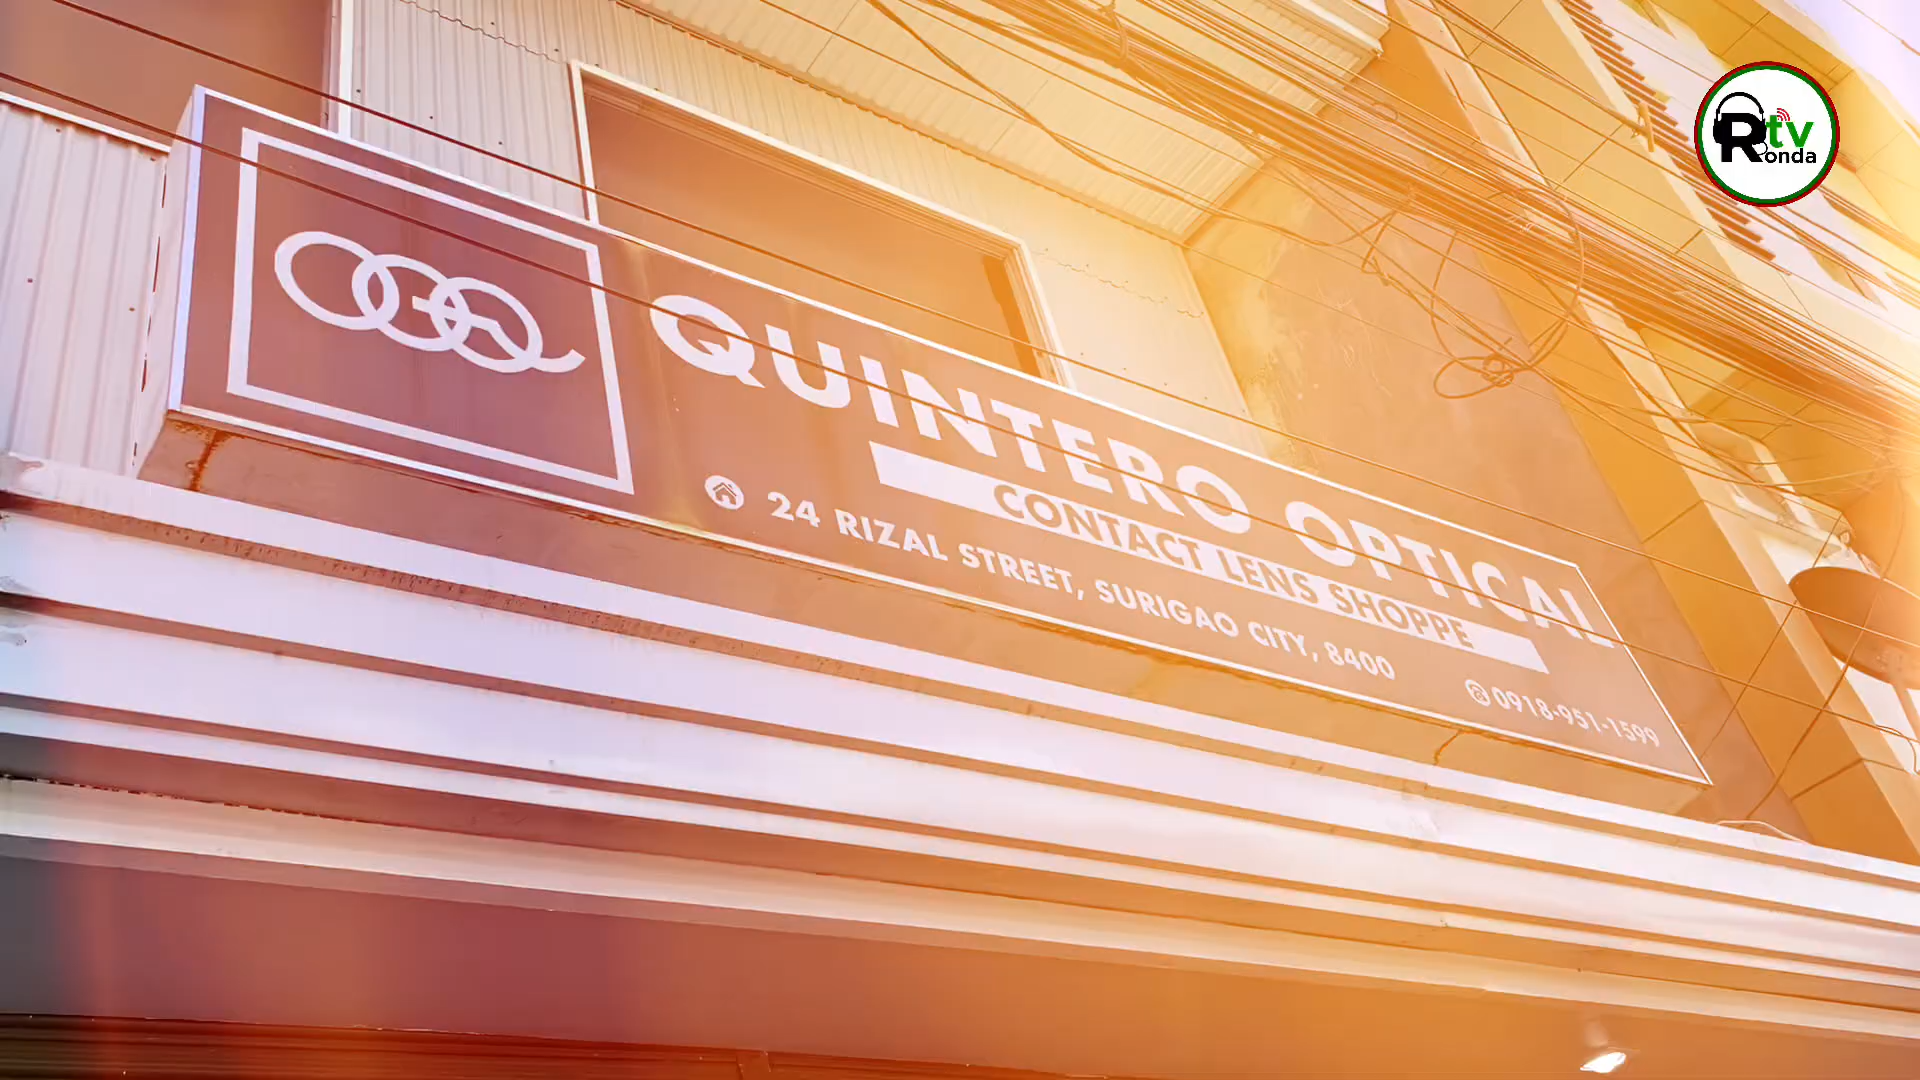 QUINTERO OPTICAL
CONTACT LENS SHOPPE
24 RIZAL STREET, SURIGAO CITY, 8400
0918-951-1599
Rtv
Ronda